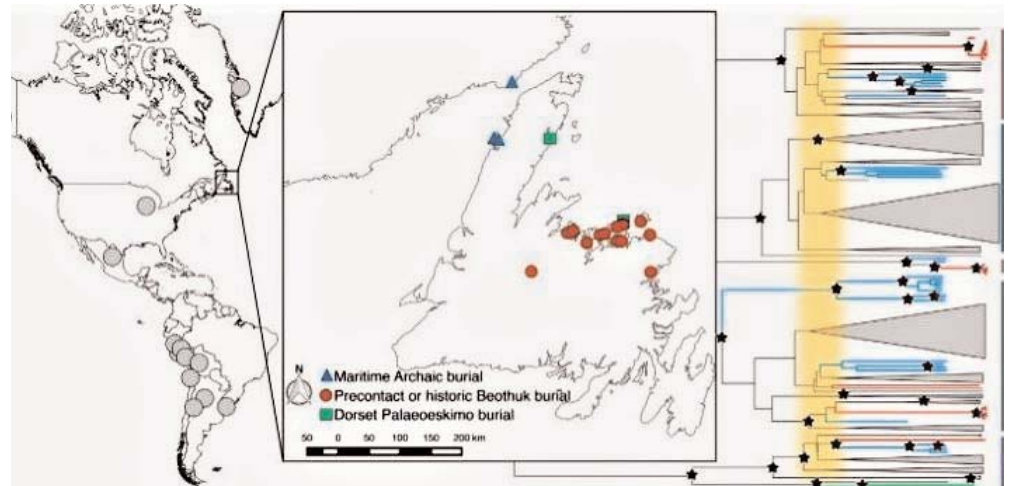 N
Maritime Archaic burial
Precontact or historic Beothuk burial
Dorset Palaeoeskimo burial
50 0 50 100 150 200 km